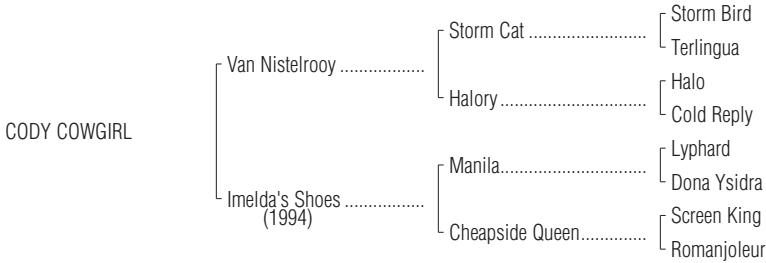 Storm Bird
Storm Cat ..........................
Terlingua
Van Nistelrooy ..................
Halo
Halory................................
Cold Reply
CODY COWGIRL
Lyphard
Manila................................
Dona Ysidra
Imelda's Shoes .................
(1994)
Screen King
Cheapside Queen..............
Romanjoleur